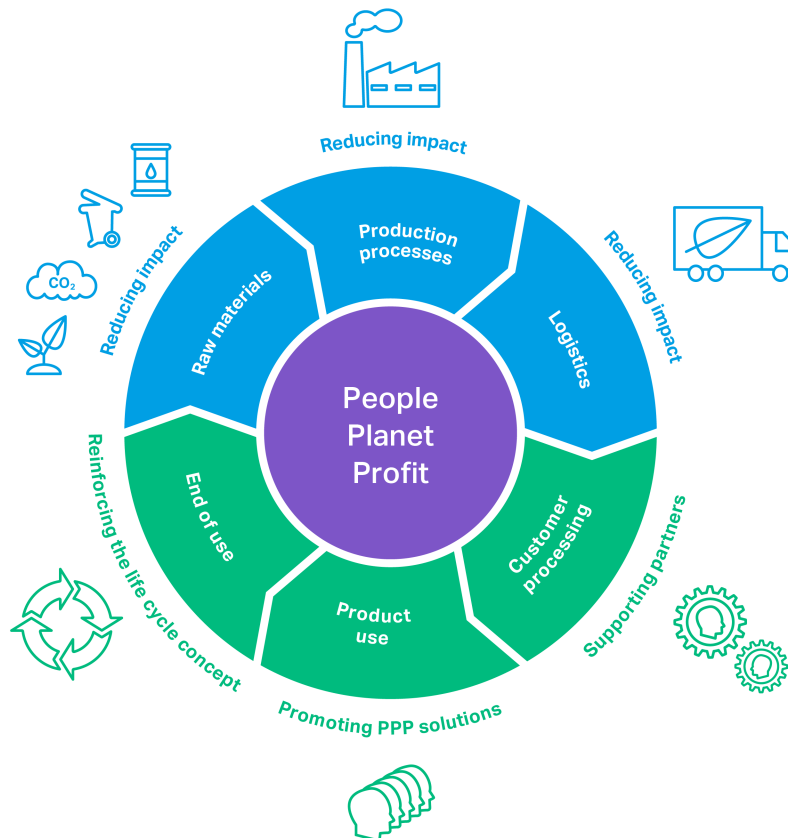 Reducing impact
Production
processes
Reducing impact
Logistics
Supporting partners
Customer
processing
Promoting PPP solutions
Product
use
Reinforcing the life cycle concept
End of use
Reducing impact
Raw materials
CO₂
People
Planet
Profit